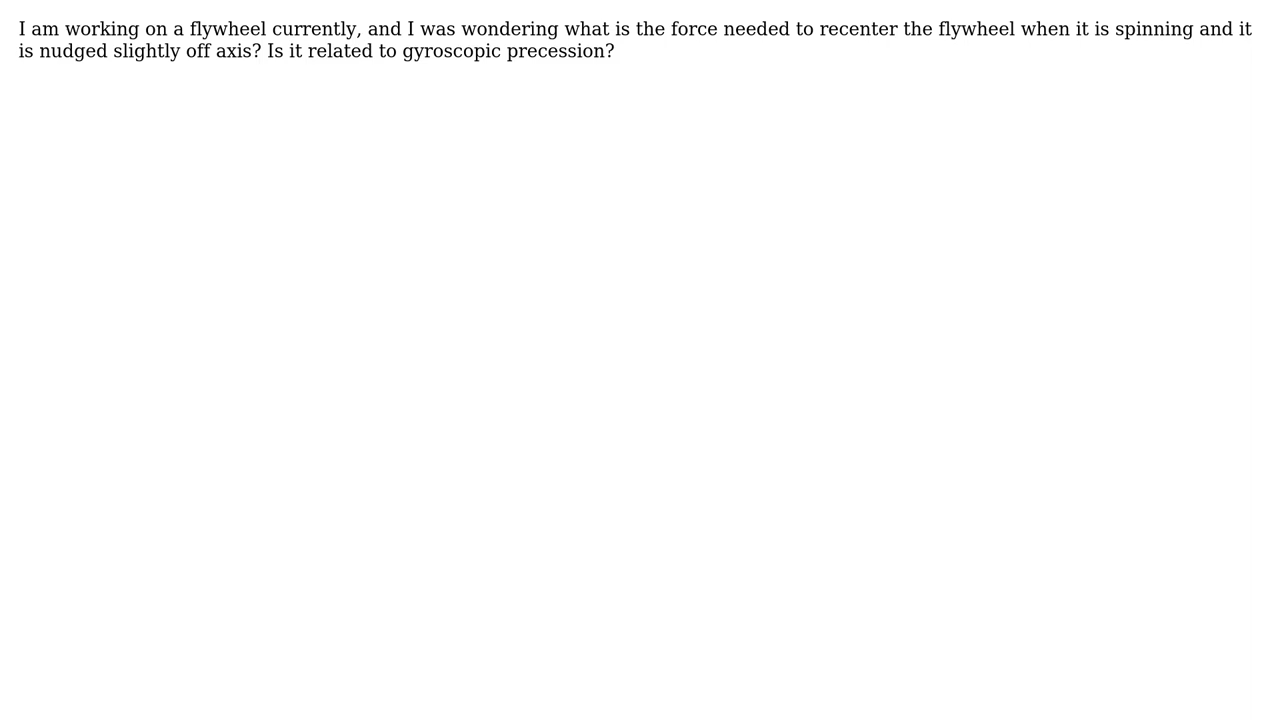 I am working on a flywheel currently, and I was wondering what is the force needed to recenter the flywheel when it is spinning and it
is nudged slightly off axis? Is it related to gyroscopic precession?